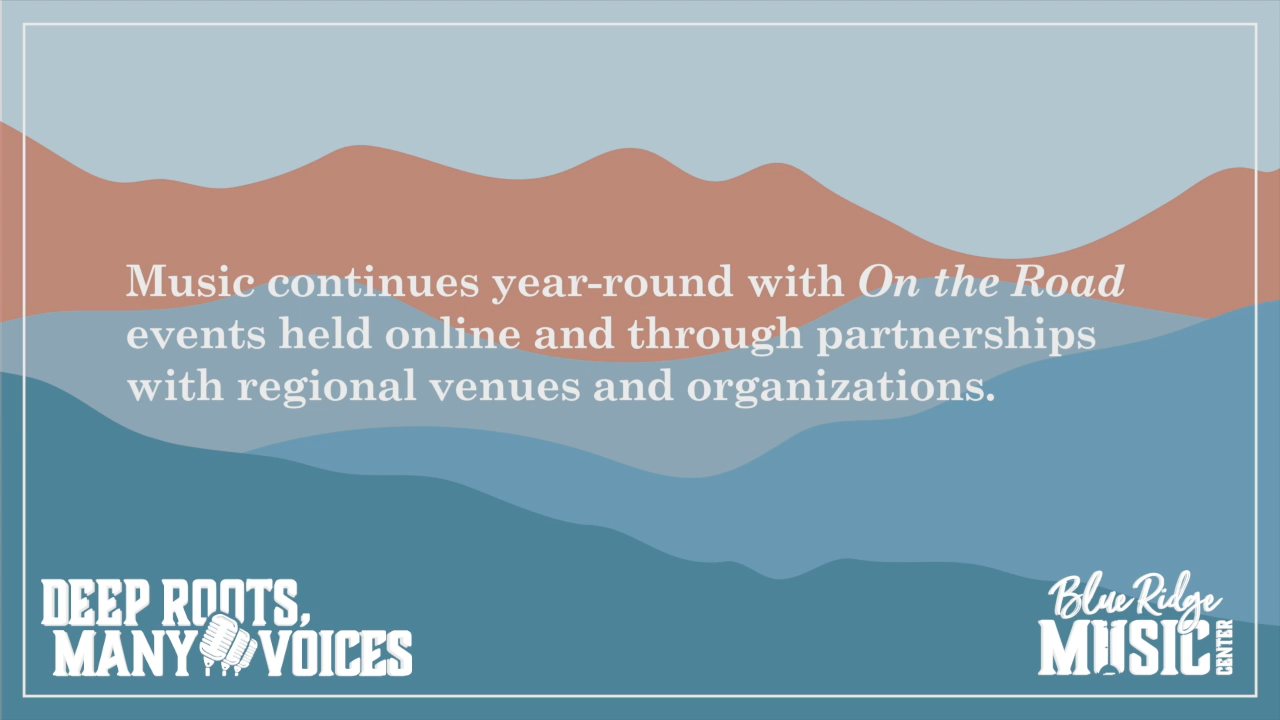 Music continues year-round with On the Road
events held online and through partnerships
with regional venues and organizations.
DEEP ROOTS,
MANY VOICES
Blue Ridge
MUSIC
CENTER